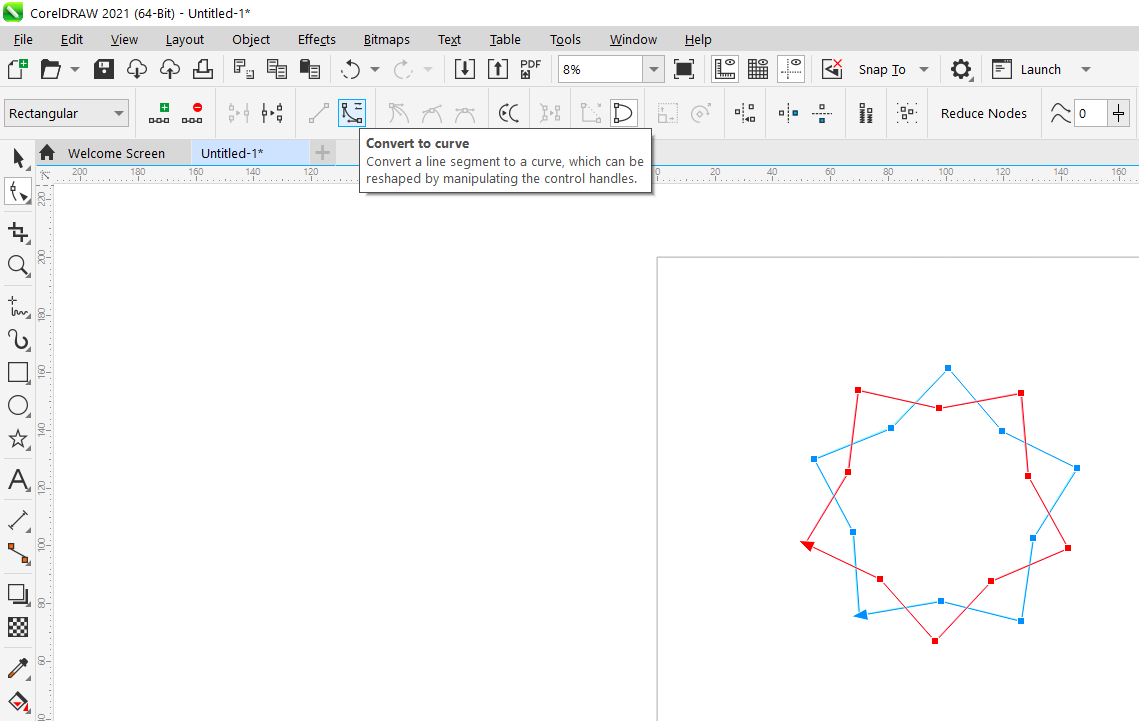 CorelDRAW 2021 (64-Bit) - Untitled-1*
File Edit View Layout Object Effects Bitmaps Text Table Tools Window Help
PDF 8% Snap To Launch
Rectangular Reduce Nodes 0
Convert to curve
Convert a line segment to a curve, which can be
reshaped by manipulating the control handles.
Welcome Screen Untitled-1*
200 180 160 140 120 0 20 40 60 80 100 120 140 160
220
200
180
160
140
120
100
80
60
40